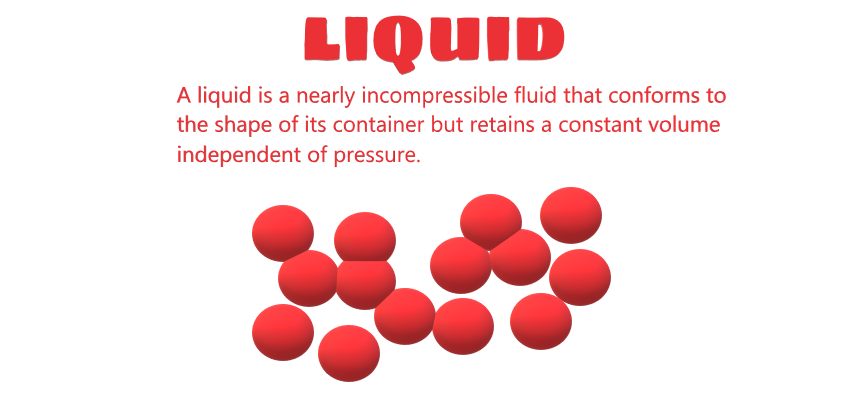 LIQUID
A liquid is a nearly incompressible fluid that conforms to
the shape of its container but retains a constant volume
independent of pressure.